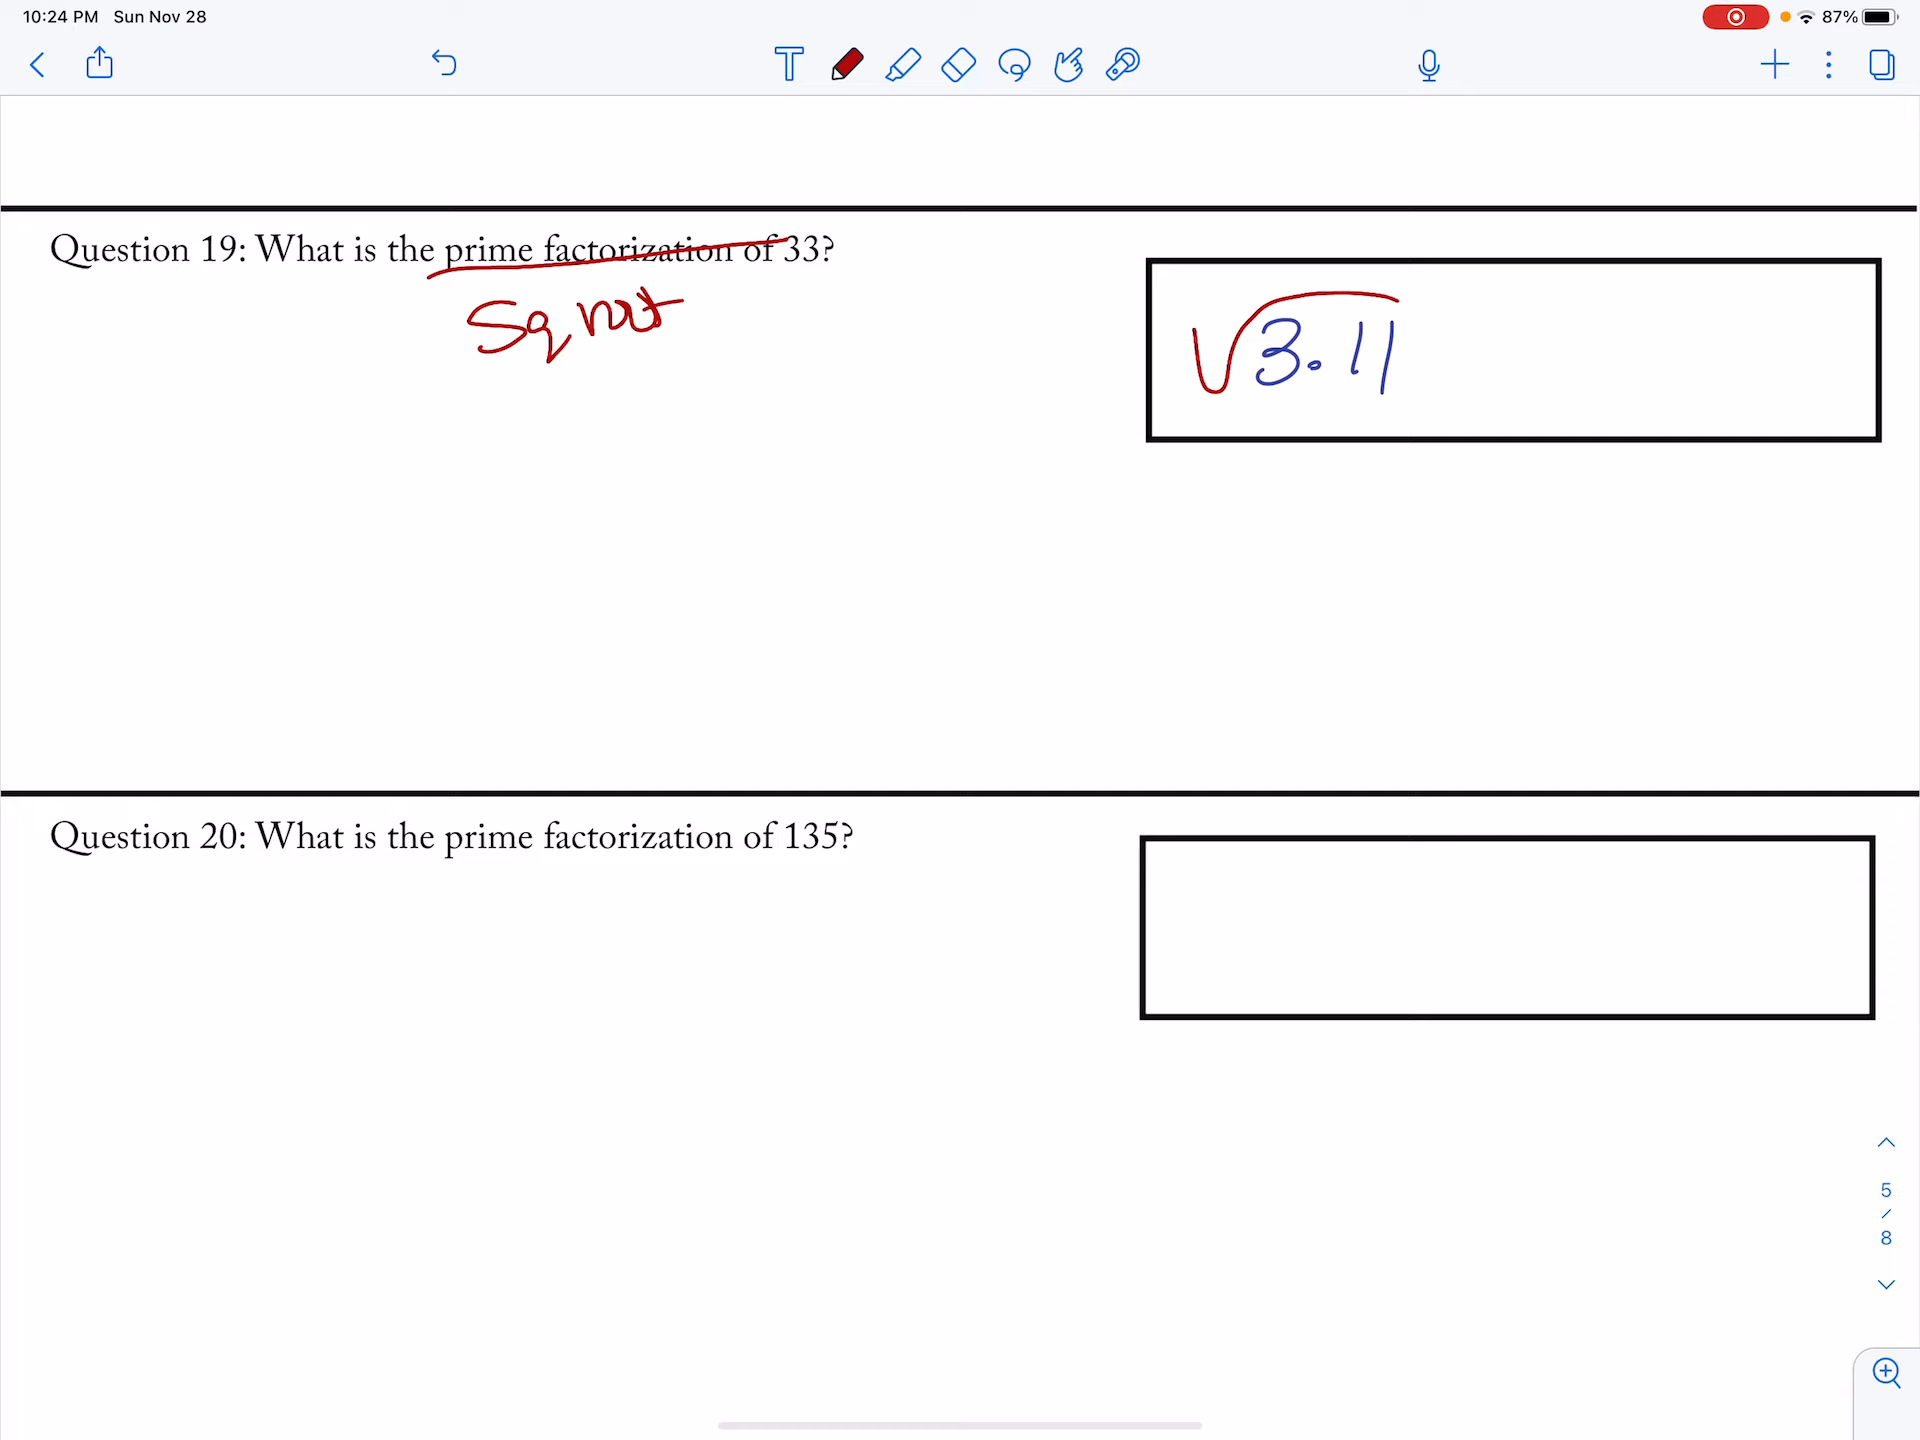 10:24 PM Sun Nov 28
87%
Question 19: What is the prime factorization of 33?
Sq root
√3.11
Question 20: What is the prime factorization of 135?
5
/
8